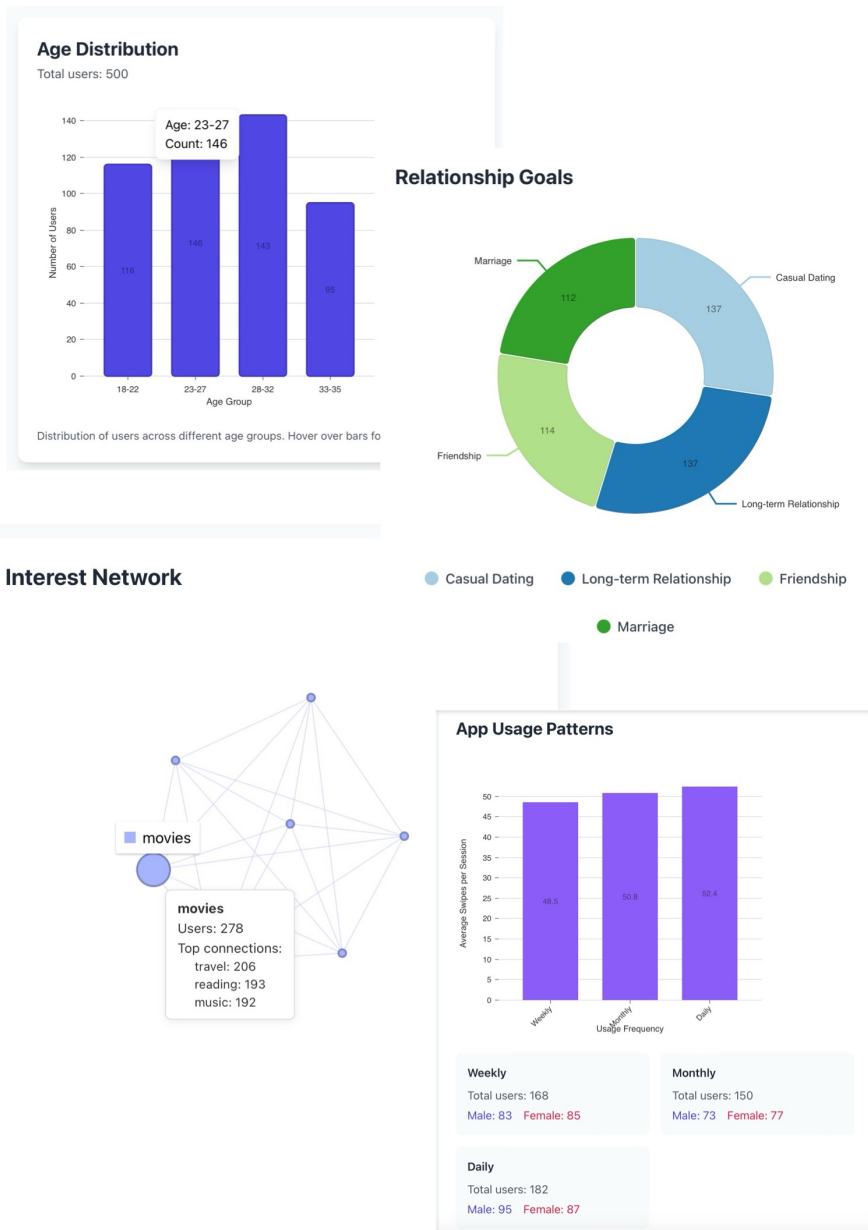 Age Distribution
Total users: 500
140
120
100
80
60
40
20
0
Number of Users
Age: 23-27
Count: 146
116
146
143
95
18-22
23-27
28-32
33-35
Age Group
Distribution of users across different age groups. Hover over bars fo
Relationship Goals
Marriage
Casual Dating
112
137
114
137
Friendship
Long-term Relationship
Casual Dating
Long-term Relationship
Friendship
Marriage
Interest Network
movies
movies
Users: 278
Top connections:
travel: 206
reading: 193
music: 192
App Usage Patterns
50
45
40
35
30
25
20
15
10
5
0
Average Swipes per Session
48.5
50.8
52.4
Weekly
Monthly
Daily
Usage Frequency
Weekly
Total users: 168
Male: 83 Female: 85
Monthly
Total users: 150
Male: 73 Female: 77
Daily
Total users: 182
Male: 95 Female: 87